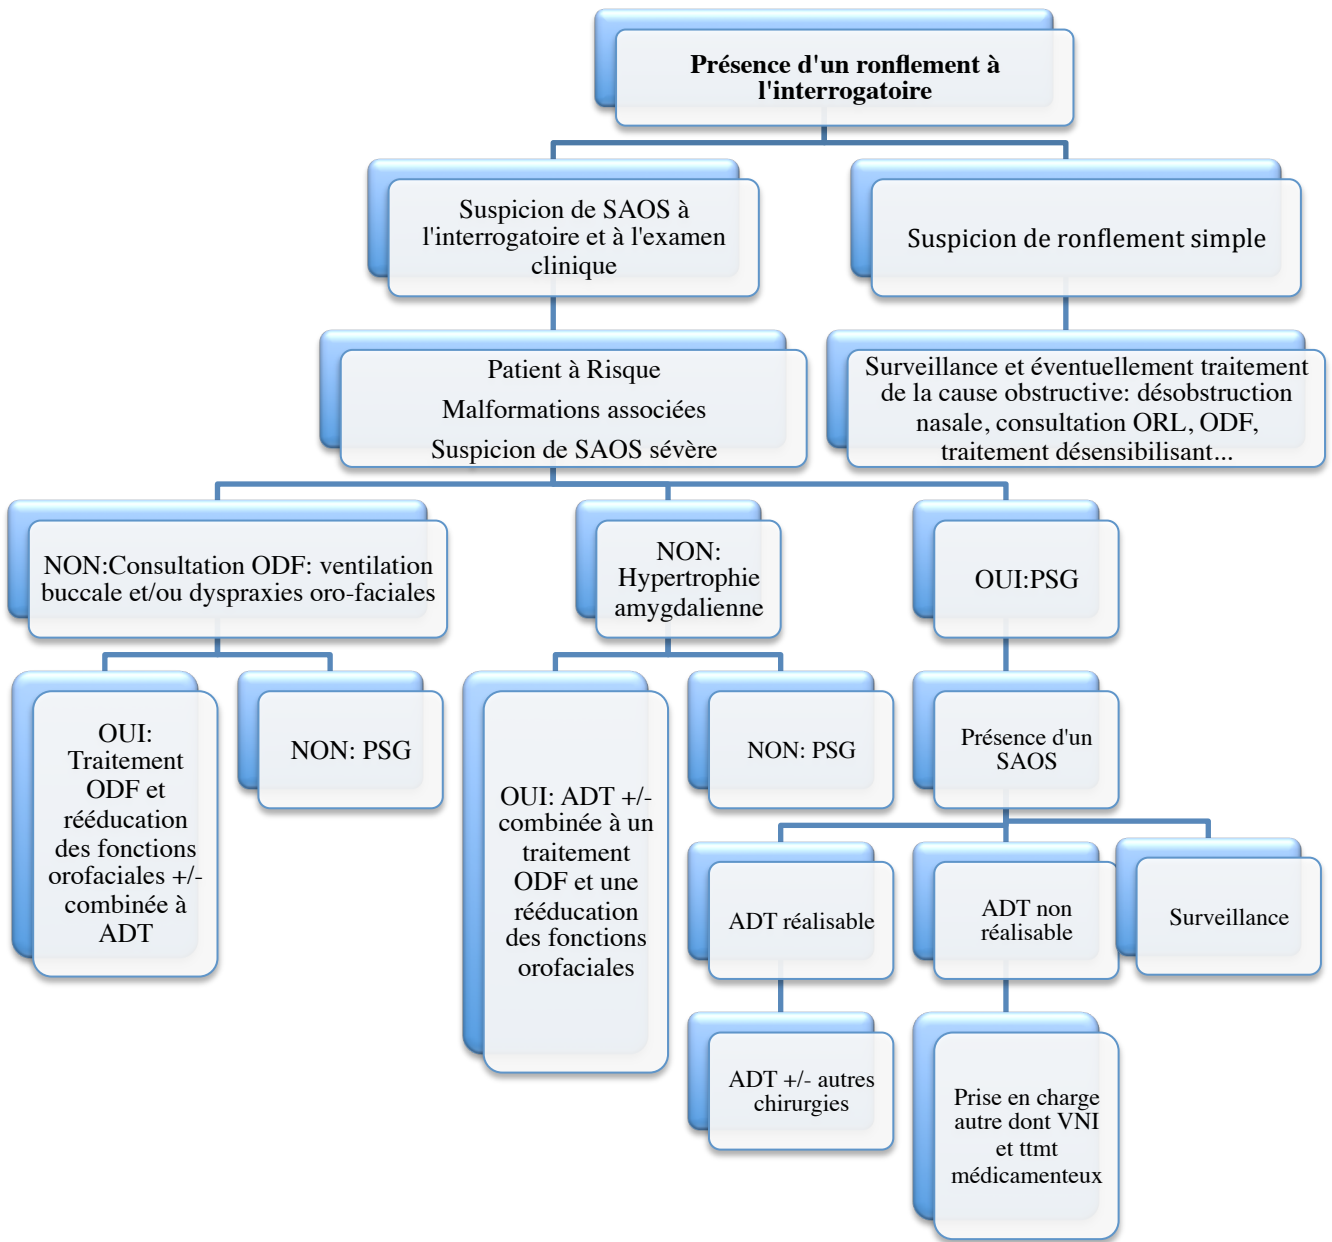 Présence d'un ronflement à
l'interrogatoire
Suspicion de SAOS à
l'interrogatoire et à l'examen
clinique
Suspicion de ronflement simple
Patient à Risque
Malformations associées
Suspicion de SAOS sévère
Surveillance et éventuellement traitement
de la cause obstructive: désobstruction
nasale, consultation ORL, ODF,
traitement désensibilisant...
NON:Consultation ODF: ventilation
buccale et/ou dyspraxies oro-faciales
NON:
Hypertrophie
amygdalienne
OUI:PSG
OUI:
Traitement
ODF et
rééducation
des fonctions
orofaciales +/-
combinée à
ADT
NON: PSG
OUI: ADT +/-
combinée à un
traitement
ODF et une
rééducation
des fonctions
orofaciales
NON: PSG
Présence d'un
SAOS
ADT réalisable
ADT non
réalisable
Surveillance
ADT +/- autres
chirurgies
Prise en charge
autre dont VNI
et ttmt
médicamenteux